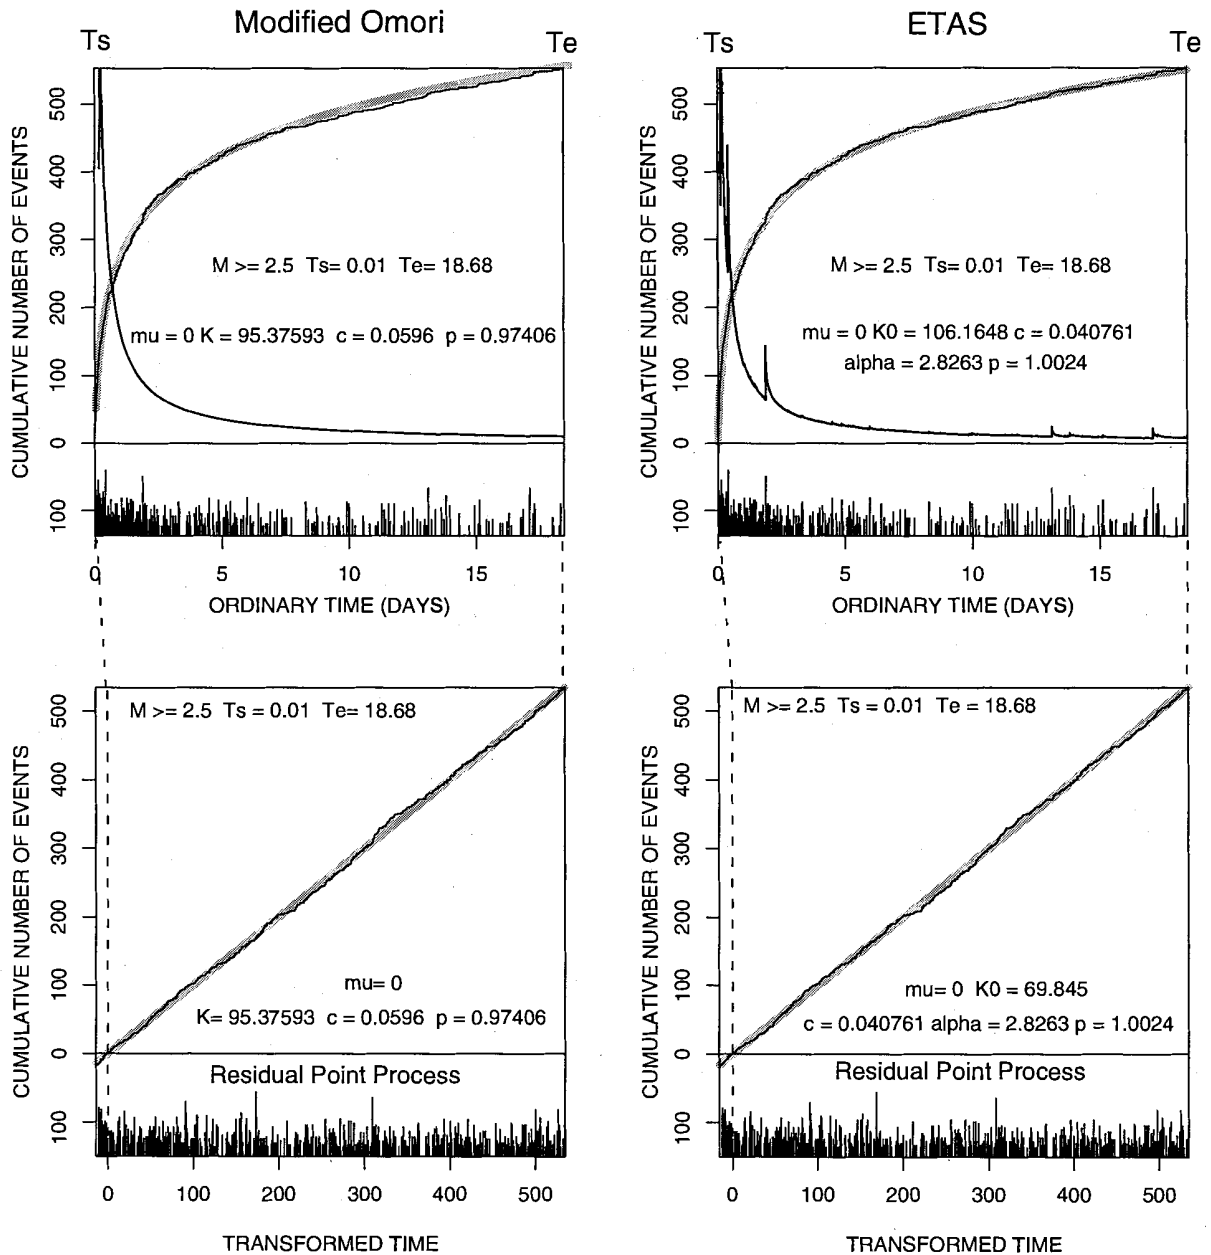 Modified Omori
Ts
Te
CUMULATIVE NUMBER OF EVENTS
500
400
300
200
100
0
100
M >= 2.5 Ts= 0.01 Te= 18.68
mu = 0 K = 95.37593 c = 0.0596 p = 0.97406
0
5
10
15
ORDINARY TIME (DAYS)
ETAS
Ts
Te
CUMULATIVE NUMBER OF EVENTS
500
400
300
200
100
0
100
M >= 2.5 Ts= 0.01 Te= 18.68
mu = 0 K0 = 106.1648 c = 0.040761
alpha = 2.8263 p = 1.0024
0
5
10
15
ORDINARY TIME (DAYS)
CUMULATIVE NUMBER OF EVENTS
500
400
300
200
100
0
100
M >= 2.5 Ts = 0.01 Te= 18.68
mu= 0
K= 95.37593 c = 0.0596 p = 0.97406
Residual Point Process
0
100
200
300
400
500
TRANSFORMED TIME
CUMULATIVE NUMBER OF EVENTS
500
400
300
200
100
0
100
M >= 2.5 Ts = 0.01 Te = 18.68
mu= 0 K0 = 69.845
c = 0.040761 alpha = 2.8263 p = 1.0024
Residual Point Process
0
100
200
300
400
500
TRANSFORMED TIME